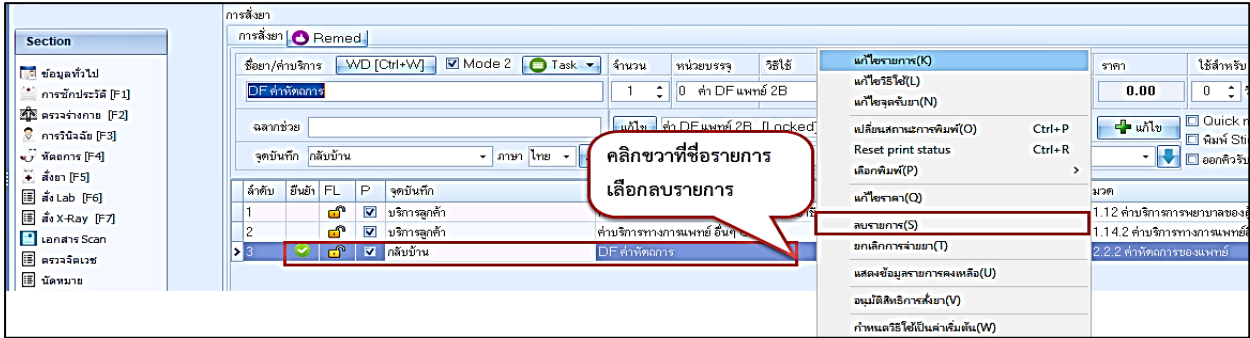 การสั่งยา
Section
ข้อมูลทั่วไป
การซักประวัติ [F1]
ตรวจร่างกาย [F2]
การวินิจฉัย [F3]
หัตถการ [F4]
สั่งยา [F5]
สั่ง Lab [F6]
สั่ง X-Ray [F7]
เอกสาร Scan
ตรวจจิตเวช
นัดหมาย
การสั่งยา Remed
ชื่อยา/ค่าบริการ WD [Ctrl+W] Mode 2 Task จำนวน หน่วยบรรจุ วิธีใช้ ราคา ใช้สำหรับ
DF ค่าหัตถการ 1 0 ค่า DF แพทย์ 2B 0.00 0
ฉลากช่วย แก้ไข ค่า DF แพทย์ 2B [Locked] แก้ไข Quick
พิมพ์ Sti
จุดบันทึก กลับบ้าน ภาษา ไทย ออกคิวรับ
ลำดับ ยืนยัน FL P จุดบันทึก หมวด
1 บริการลูกค้า 1.12 ค่าบริการการพยาบาลของผู้
2 บริการลูกค้า ค่าบริการทางการแพทย์ อื่นๆ 1.14.2 ค่าบริการทางการแพทย์อื่
3 กลับบ้าน DF ค่าหัตถการ 2.2.2 ค่าหัตถการของแพทย์
คลิกขวาที่ชื่อรายการ
เลือกลบรายการ
แก้ไขรายการ(K)
แก้ไขวิธีใช้(L)
แก้ไขจุดรับยา(N)
เปลี่ยนสถานะการพิมพ์(O) Ctrl+P
Reset print status Ctrl+R
เลือกพิมพ์(P)
แก้ไขราคา(Q)
ลบรายการ(S)
ยกเลิกการจ่ายยา(T)
แสดงข้อมูลรายการคงเหลือ(U)
อนุมัติสิทธิการสั่งยา(V)
กำหนดวิธีใช้เป็นค่าเริ่มต้น(W)